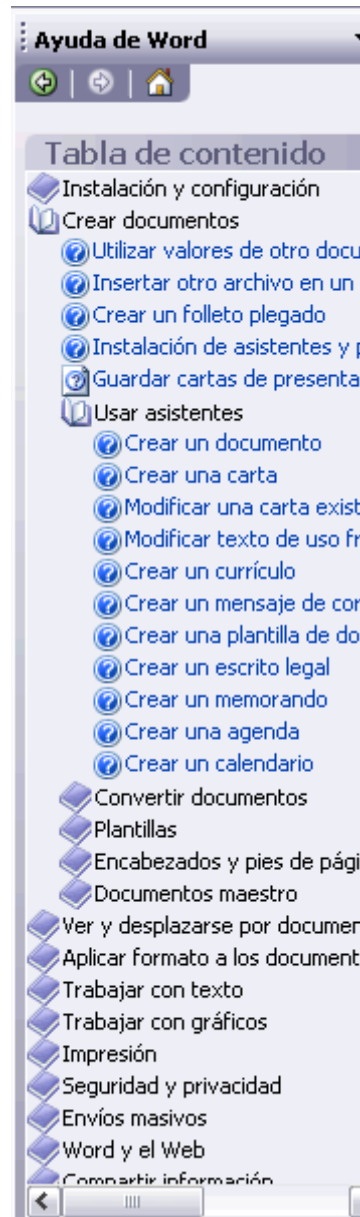 Ayuda de Word
Tabla de contenido
Instalación y configuración
Crear documentos
Utilizar valores de otro docu
Insertar otro archivo en un
Crear un folleto plegado
Instalación de asistentes y p
Guardar cartas de presenta
Usar asistentes
Crear un documento
Crear una carta
Modificar una carta exist
Modificar texto de uso fr
Crear un currículo
Crear un mensaje de cor
Crear una plantilla de do
Crear un escrito legal
Crear un memorando
Crear una agenda
Crear un calendario
Convertir documentos
Plantillas
Encabezados y pies de pági
Documentos maestro
Ver y desplazarse por documen
Aplicar formato a los document
Trabajar con texto
Trabajar con gráficos
Impresión
Seguridad y privacidad
Envíos masivos
Word y el Web
Compartir información